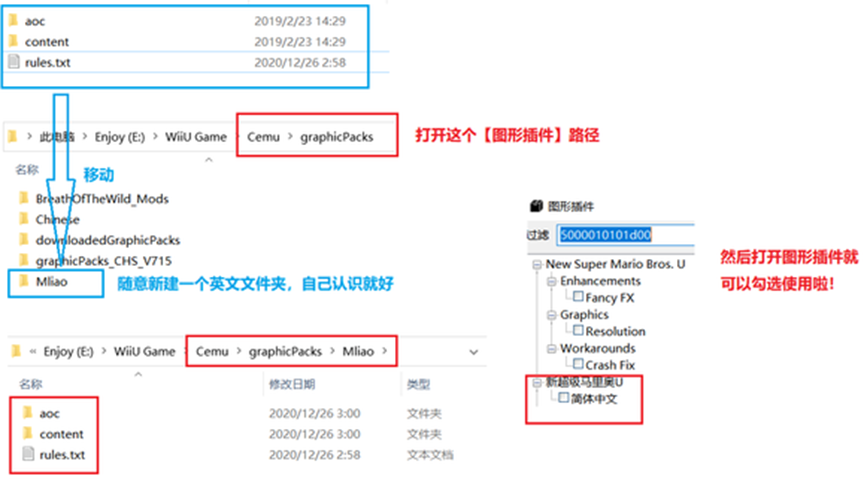 aoc 2019/2/23 14:29
content 2019/2/23 14:29
rules.txt 2020/12/26 2:58
> 此电脑 > Enjoy (E:) > WiiU Game > Cemu > graphicPacks
打开这个【图形插件】路径
名称
移动
BreathOfTheWild_Mods
Chinese
downloadedGraphicPacks
graphicPacks_CHS_V715
Mliao
随意新建一个英文文件夹，自己认识就好
« Enjoy (E:) > WiiU Game > Cemu > graphicPacks > Mliao >
名称 修改日期 类型
aoc 2020/12/26 3:00 文件夹
content 2020/12/26 3:00 文件夹
rules.txt 2020/12/26 2:58 文本文档
图形插件
过滤 5000010101d00
New Super Mario Bros. U
Enhancements
Fancy FX
Graphics
Resolution
Workarounds
Crash Fix
新超级马里奥U
简体中文
然后打开图形插件就
可以勾选使用啦！